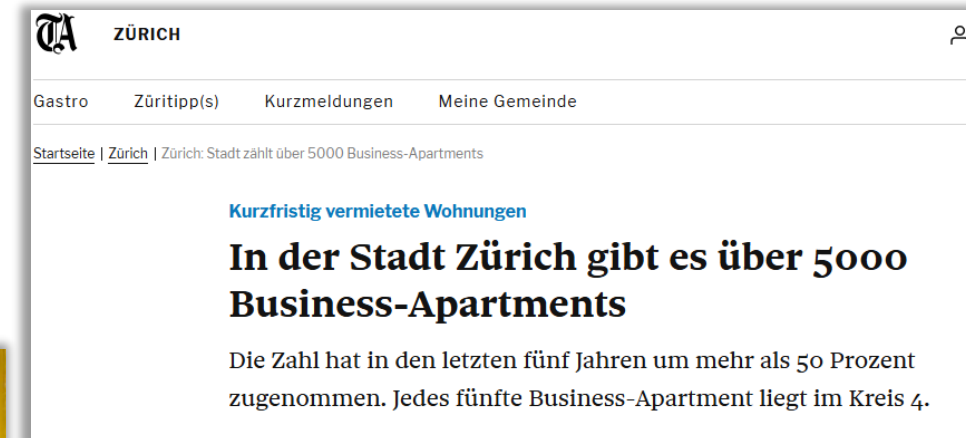 TA ZÜRICH
Gastro Züritipp(s) Kurzmeldungen Meine Gemeinde
Startseite | Zürich | Zürich: Stadt zählt über 5000 Business-Apartments
Kurzfristig vermietete Wohnungen
In der Stadt Zürich gibt es über 5000
Business-Apartments
Die Zahl hat in den letzten fünf Jahren um mehr als 50 Prozent
zugenommen. Jedes fünfte Business-Apartment liegt im Kreis 4.